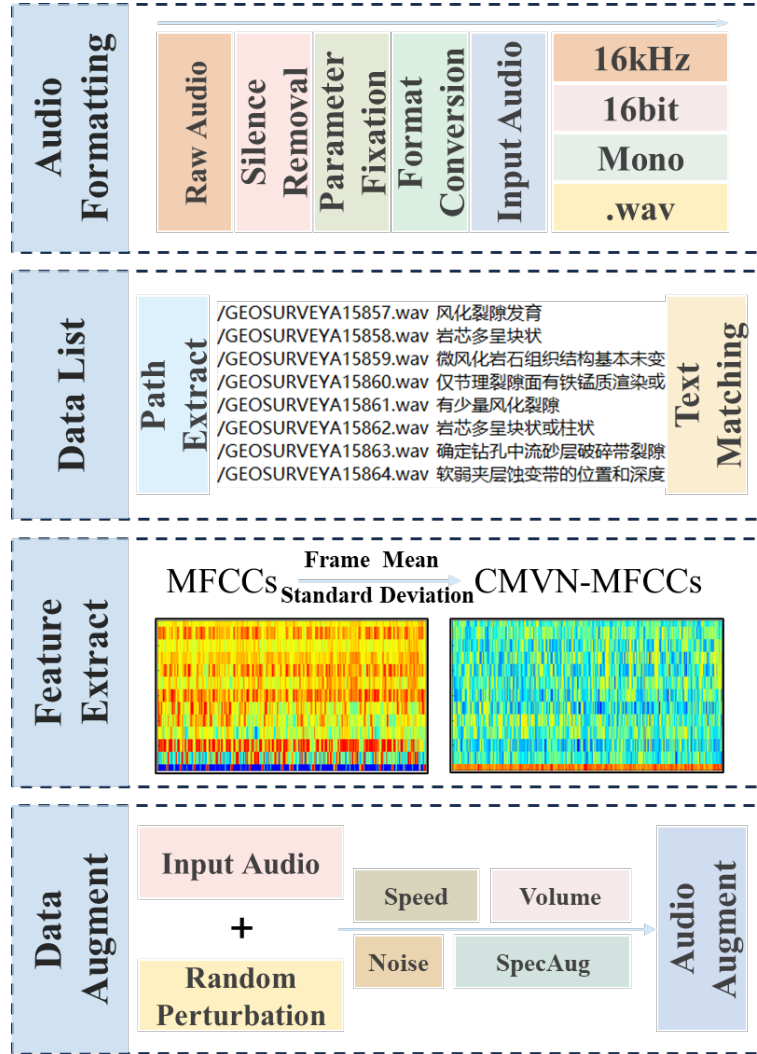 Audio
Formatting
Raw Audio
Silence
Removal
Parameter
Fixation
Format
Conversion
Input Audio
16kHz
16bit
Mono
.wav
Data List
Path
Extract
/GEOSURVEYA15857.wav 风化裂隙发育
/GEOSURVEYA15858.wav 岩芯多呈块状
/GEOSURVEYA15859.wav 微风化岩石组织结构基本未变
/GEOSURVEYA15860.wav 仅节理裂隙面有铁锰质渲染或
/GEOSURVEYA15861.wav 有少量风化裂隙
/GEOSURVEYA15862.wav 岩芯多呈块状或柱状
/GEOSURVEYA15863.wav 确定钻孔中流砂层破碎带裂隙
/GEOSURVEYA15864.wav 软弱夹层蚀变带的位置和深度
Text
Matching
Feature
Extract
MFCCs
Frame Mean
Standard Deviation
CMVN-MFCCs
Data
Augment
Input Audio
+
Random
Perturbation
Speed
Volume
Noise
SpecAug
Audio
Augment